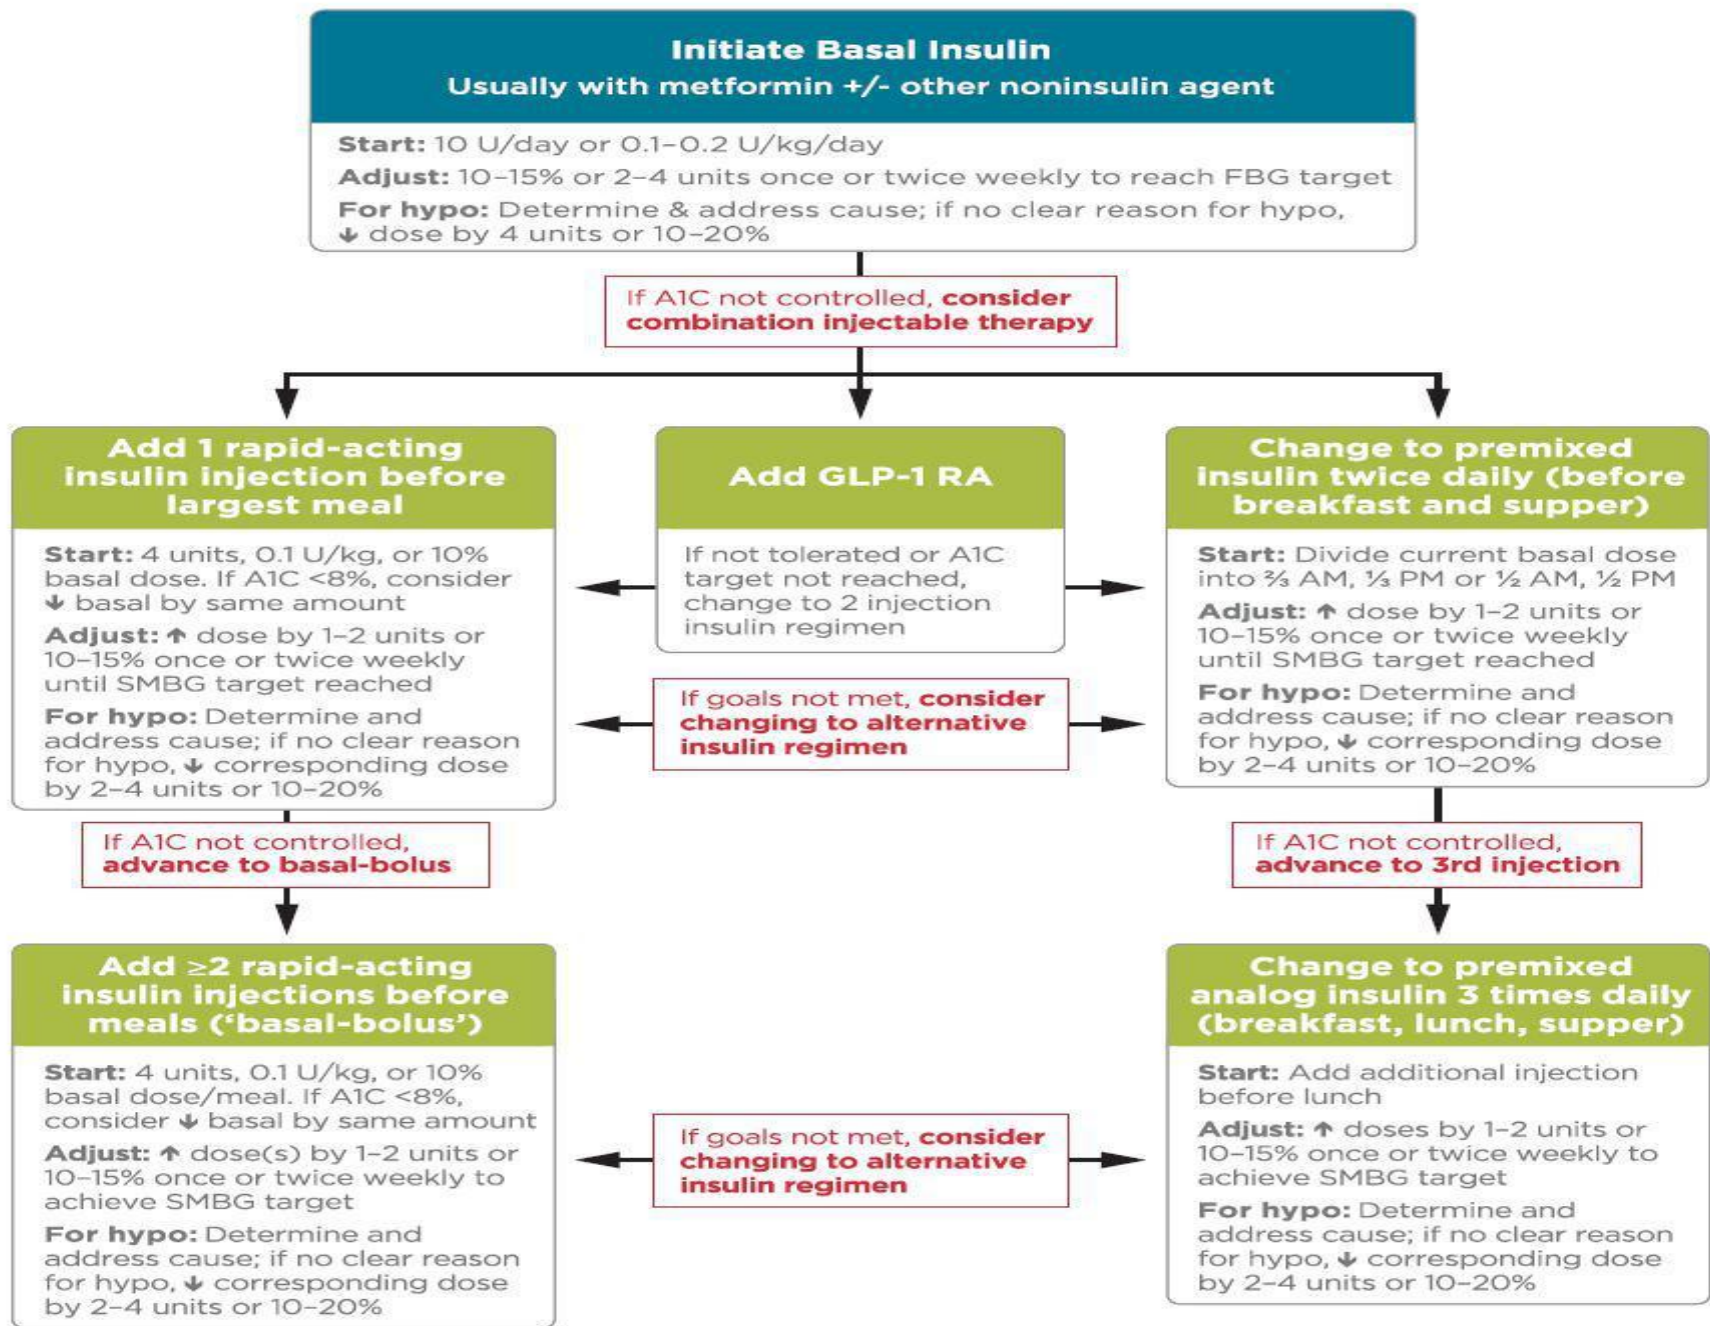 Initiate Basal Insulin
Usually with metformin +/- other noninsulin agent
Start: 10 U/day or 0.1–0.2 U/kg/day
Adjust: 10–15% or 2–4 units once or twice weekly to reach FBG target
For hypo: Determine & address cause; if no clear reason for hypo,
↓ dose by 4 units or 10–20%
If A1C not controlled, consider
combination injectable therapy
Add 1 rapid-acting
insulin injection before
largest meal
Start: 4 units, 0.1 U/kg, or 10%
basal dose. If A1C <8%, consider
↓ basal by same amount
Adjust: ↑ dose by 1–2 units or
10–15% once or twice weekly
until SMBG target reached
For hypo: Determine and
address cause; if no clear reason
for hypo, ↓ corresponding dose
by 2–4 units or 10–20%
Add GLP-1 RA
If not tolerated or A1C
target not reached,
change to 2 injection
insulin regimen
Change to premixed
insulin twice daily (before
breakfast and supper)
Start: Divide current basal dose
into ⅔ AM, ⅓ PM or ½ AM, ½ PM
Adjust: ↑ dose by 1–2 units or
10–15% once or twice weekly
until SMBG target reached
For hypo: Determine and
address cause; if no clear reason
for hypo, ↓ corresponding dose
by 2–4 units or 10–20%
If goals not met, consider
changing to alternative
insulin regimen
If A1C not controlled,
advance to basal-bolus
If A1C not controlled,
advance to 3rd injection
Add ≥2 rapid-acting
insulin injections before
meals (‘basal-bolus’)
Start: 4 units, 0.1 U/kg, or 10%
basal dose/meal. If A1C <8%,
consider ↓ basal by same amount
Adjust: ↑ dose(s) by 1–2 units or
10–15% once or twice weekly to
achieve SMBG target
For hypo: Determine and
address cause; if no clear reason
for hypo, ↓ corresponding dose
by 2–4 units or 10–20%
If goals not met, consider
changing to alternative
insulin regimen
Change to premixed
analog insulin 3 times daily
(breakfast, lunch, supper)
Start: Add additional injection
before lunch
Adjust: ↑ doses by 1–2 units or
10–15% once or twice weekly to
achieve SMBG target
For hypo: Determine and
address cause; if no clear reason
for hypo, ↓ corresponding dose
by 2–4 units or 10–20%